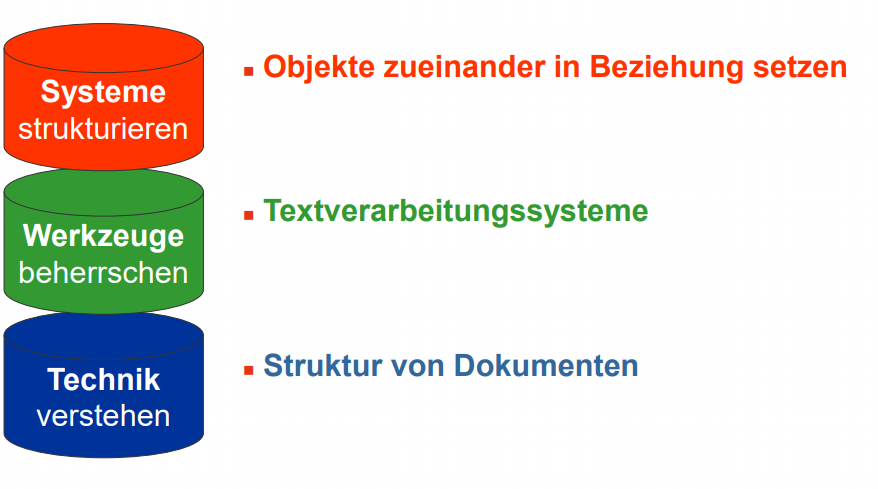 Systeme
strukturieren
Objekte zueinander in Beziehung setzen
Werkzeuge
beherrschen
Textverarbeitungssysteme
Technik
verstehen
Struktur von Dokumenten